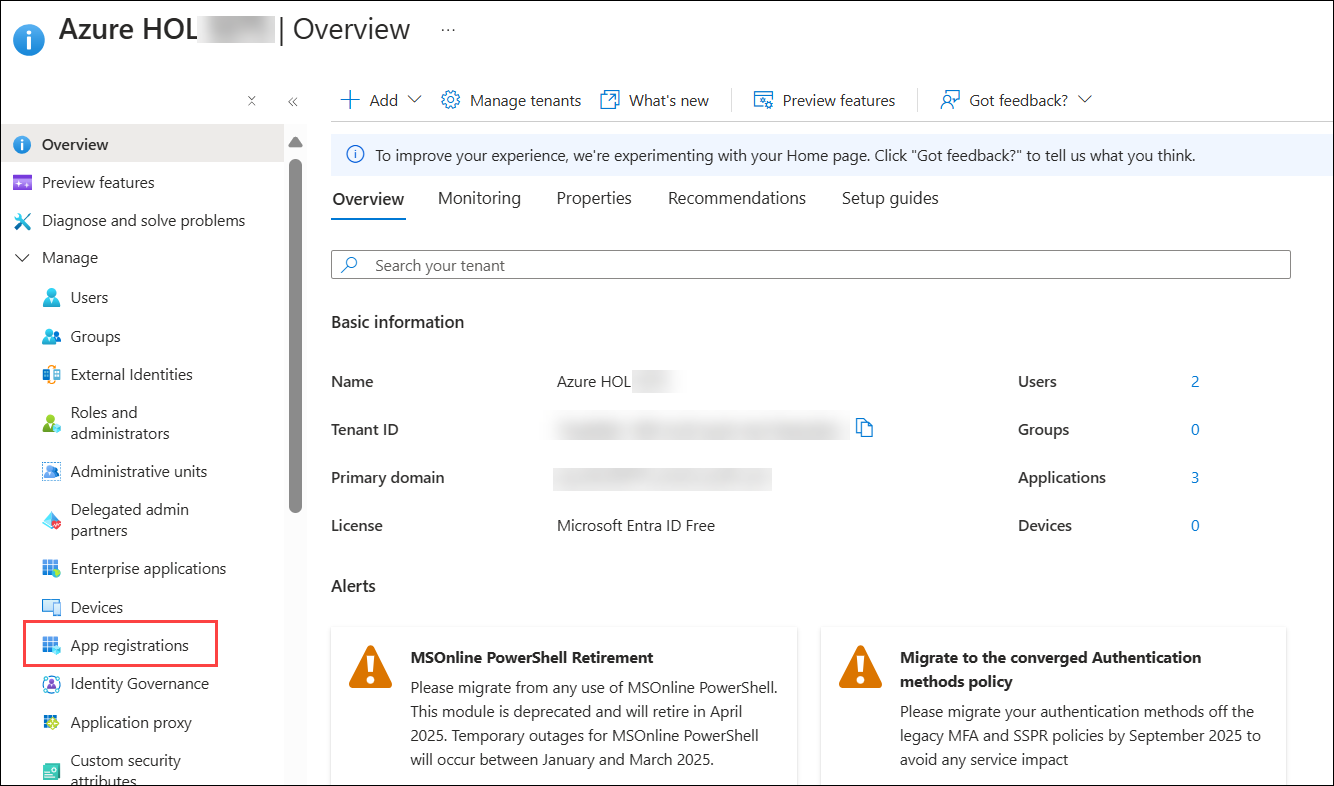 Azure HOL | Overview ...
Add
Manage tenants
What's new
Preview features
Got feedback?
Overview
Preview features
Diagnose and solve problems
Manage
Users
Groups
External Identities
Roles and
administrators
Administrative units
Delegated admin
partners
Enterprise applications
Devices
App registrations
Identity Governance
Application proxy
Custom security
attributes
To improve your experience, we're experimenting with your Home page. Click "Got feedback?" to tell us what you think.
Overview
Monitoring
Properties
Recommendations
Setup guides
Search your tenant
Basic information
Name Azure HOL
Users 2
Tenant ID
Groups 0
Primary domain
Applications 3
License Microsoft Entra ID Free
Devices 0
Alerts
MSOnline PowerShell Retirement
Please migrate from any use of MSOnline PowerShell.
This module is deprecated and will retire in April
2025. Temporary outages for MSOnline PowerShell
will occur between January and March 2025.
Migrate to the converged Authentication
methods policy
Please migrate your authentication methods off the
legacy MFA and SSPR policies by September 2025 to
avoid any service impact